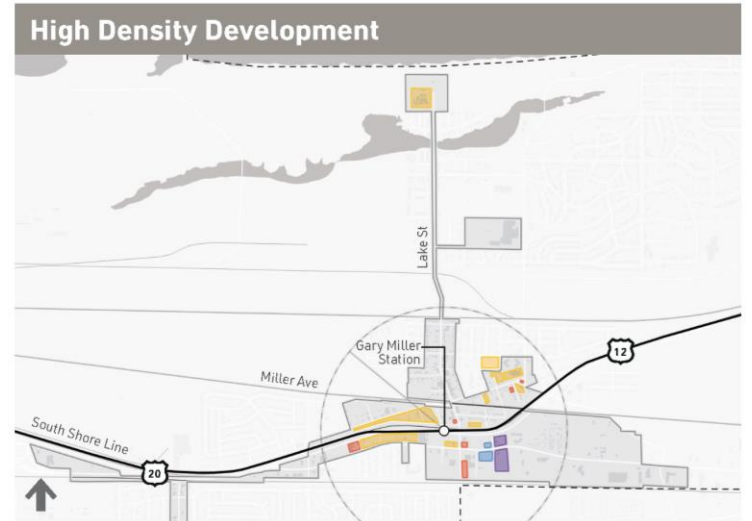 High Density Development
Lake St
Gary Miller
Station
12
Miller Ave
South Shore Line
20